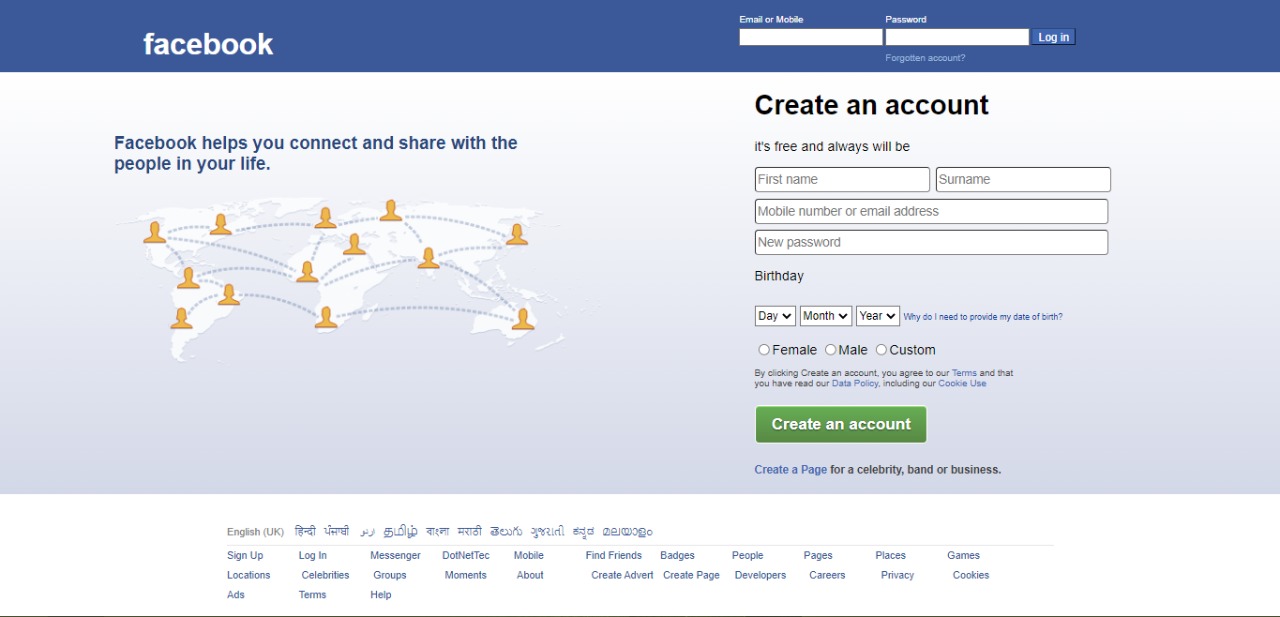 facebook
Email or Mobile
Password
Log in
Forgotten account?
Facebook helps you connect and share with the
people in your life.
Create an account
it's free and always will be
First name
Surname
Mobile number or email address
New password
Birthday
Day Month Year Why do I need to provide my date of birth?
Female Male Custom
By clicking Create an account, you agree to our Terms and that
you have read our Data Policy, including our Cookie Use
Create an account
Create a Page for a celebrity, band or business.
English (UK) हिन्दी ਪੰਜਾਬੀ اردو தமிழ் বাংলা मराठी తెలుగు ગુજરાતી ಕನ್ನಡ മലയാളം
Sign Up Log In Messenger DotNetTec Mobile Find Friends Badges People Pages Places Games
Locations Celebrities Groups Moments About Create Advert Create Page Developers Careers Privacy Cookies
Ads Terms Help